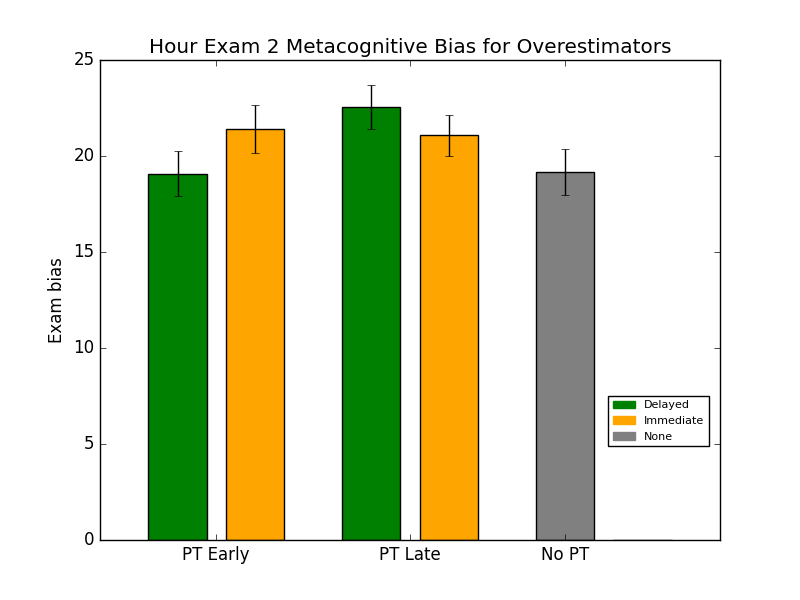 Hour Exam 2 Metacognitive Bias for Overestimators
25
20
15
10
5
0
Exam bias
Delayed
Immediate
None
PT Early
PT Late
No PT